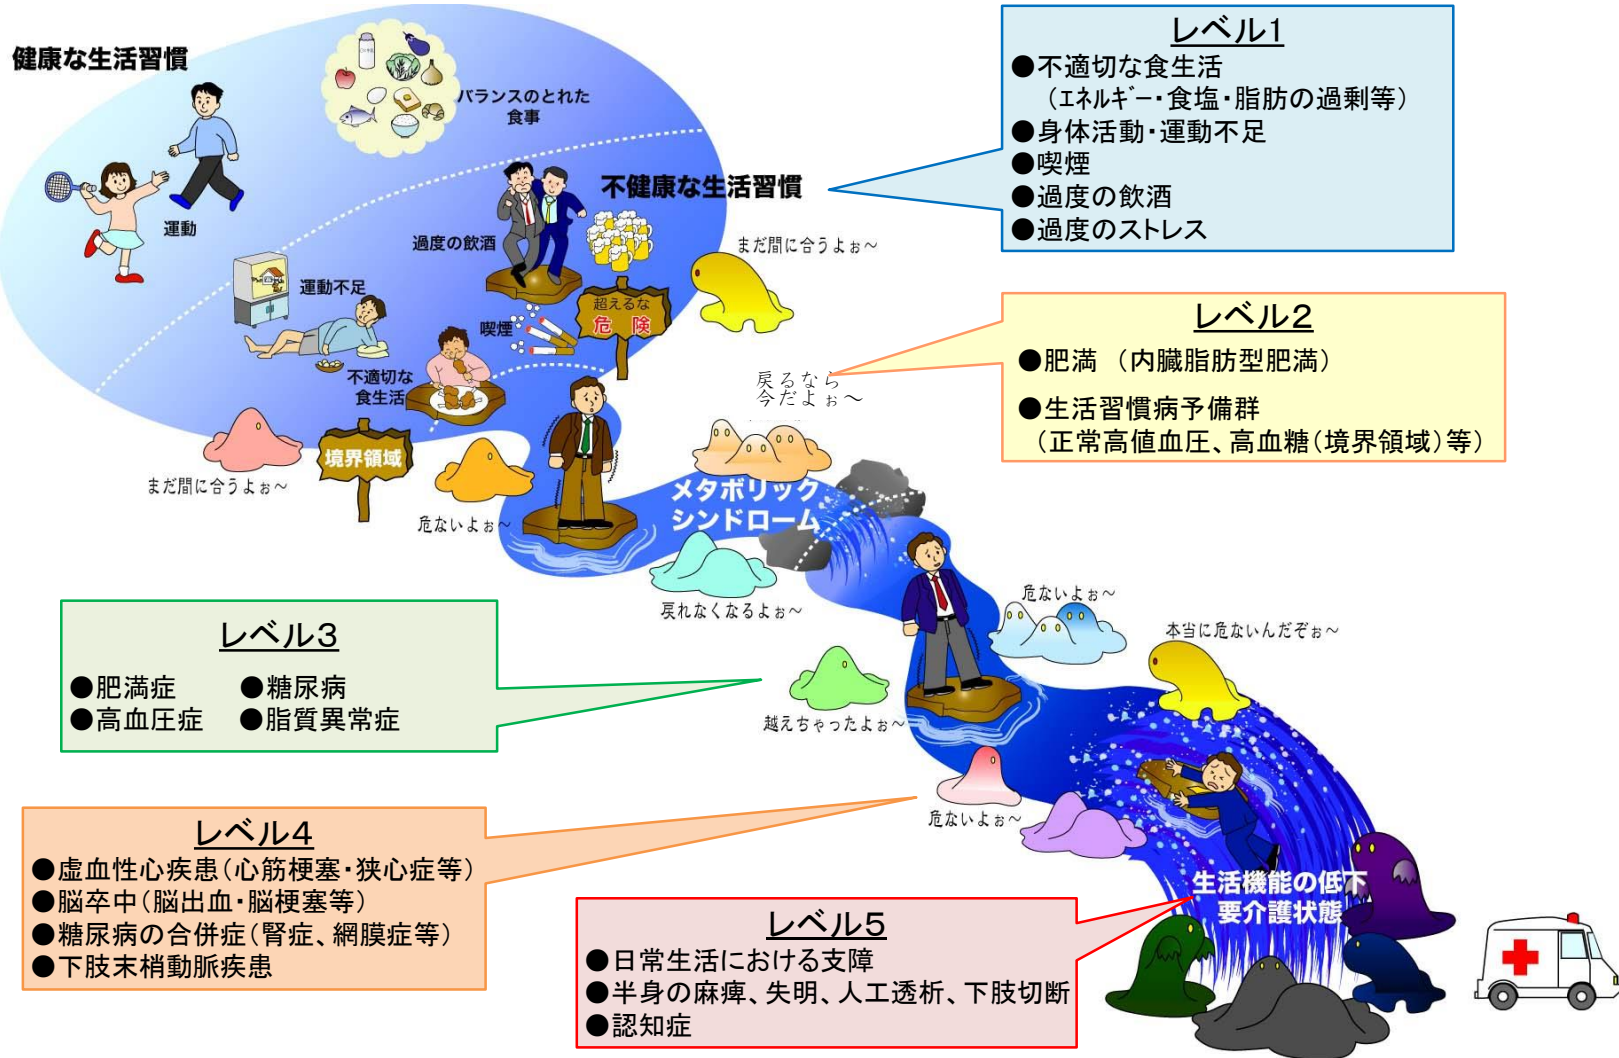 健康な生活習慣
バランスのとれた
食事
運動
不健康な生活習慣
過度の飲酒
運動不足
喫煙
不適切な
食生活
超えるな
危　険
まだ間に合うよぉ～
戻るなら
今だよぉ～
まだ間に合うよぉ～
境界領域
危ないよぉ～
メタボリック
シンドローム
戻れなくなるよぉ～
危ないよぉ～
本当に危ないんだぞぉ～
越えちゃったよぉ～
危ないよぉ～
生活機能の低下
要介護状態
レベル1
●不適切な食生活
（ｴﾈﾙｷﾞｰ・食塩・脂肪の過剰等）
●身体活動・運動不足
●喫煙
●過度の飲酒
●過度のストレス
レベル2
●肥満　（内臓脂肪型肥満）
●生活習慣病予備群
（正常高値血圧、高血糖（境界領域）等）
レベル3
●肥満症　●糖尿病
●高血圧症　●脂質異常症
レベル4
●虚血性心疾患（心筋梗塞・狭心症等）
●脳卒中（脳出血・脳梗塞等）
●糖尿病の合併症（腎症、網膜症等）
●下肢末梢動脈疾患
レベル5
●日常生活における支障
●半身の麻痺、失明、人工透析、下肢切断
●認知症